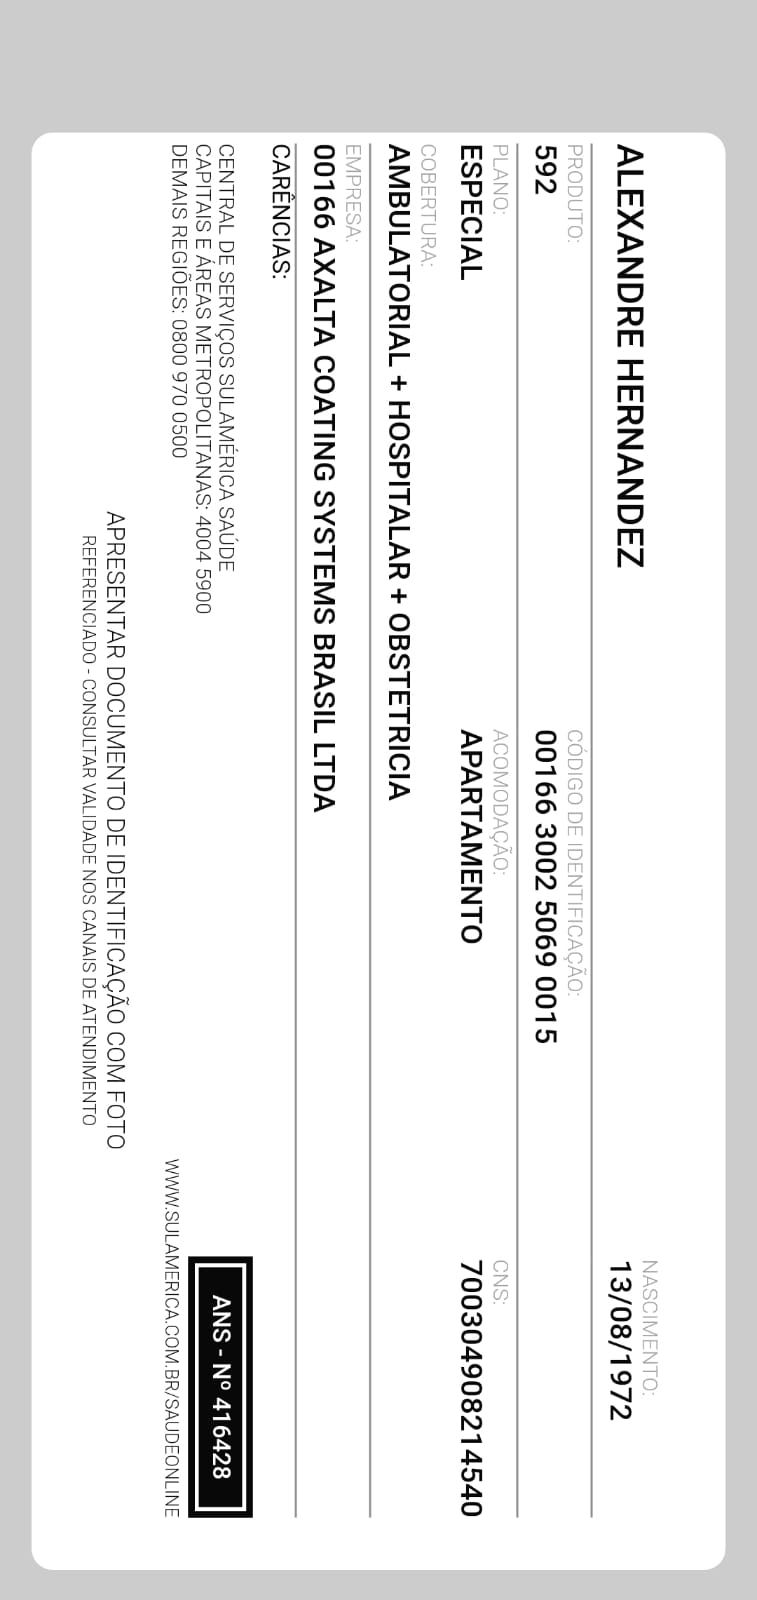 NASCIMENTO:
ALEXANDRE HERNANDEZ 13/08/1972
PRODUTO: CÓDIGO DE IDENTIFICAÇÃO:
592 00166 3002 5069 0015
PLANO: ACOMODAÇÃO: CNS:
ESPECIAL APARTAMENTO 700304908214540
COBERTURA:
AMBULATORIAL + HOSPITALAR + OBSTETRICIA
EMPRESA:
00166 AXALTA COATING SYSTEMS BRASIL LTDA
CARÊNCIAS:
CENTRAL DE SERVIÇOS SULAMÉRICA SAÚDE
CAPITAIS E ÁREAS METROPOLITANAS: 4004 5900
DEMAIS REGIÕES: 0800 970 0500
ANS - Nº 416428
WWW.SULAMERICA.COM.BR/SAUDEONLINE
APRESENTAR DOCUMENTO DE IDENTIFICAÇÃO COM FOTO
REFERENCIADO - CONSULTAR VALIDADE NOS CANAIS DE ATENDIMENTO